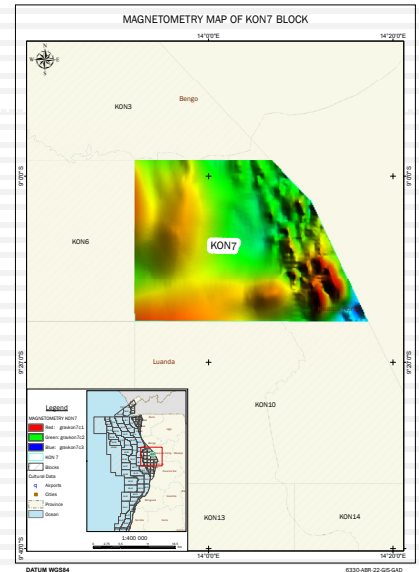 MAGNETOMETRY MAP OF KON7 BLOCK
14°0'0"E
14°20'0"E
N
W
E
S
Bengo
KON3
9°0'0"S
9°0'0"S
KON6
KON7
Luanda
9°20'0"S
9°20'0"S
KON10
Legend
MAGNETOMETRY KON7
Red: gravkon7c1
Green: gravkon7c2
Blue: gravkon7c3
KON 7
Blocks
Cultural Data
Airports
Cities
Province
Ocean
1:400 000
KON13
KON14
9°40'0"S
9°40'0"S
14°0'0"E
14°20'0"E
DATUM WGS84
6330-ABR-22-GIS-GAD